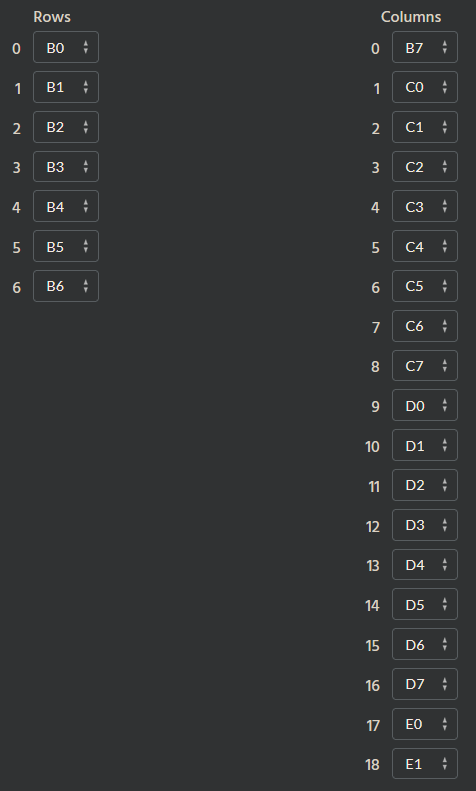 Rows Columns
0 B0 0 B7
1 B1 1 C0
2 B2 2 C1
3 B3 3 C2
4 B4 4 C3
5 B5 5 C4
6 B6 6 C5
7 C6
8 C7
9 D0
10 D1
11 D2
12 D3
13 D4
14 D5
15 D6
16 D7
17 E0
18 E1